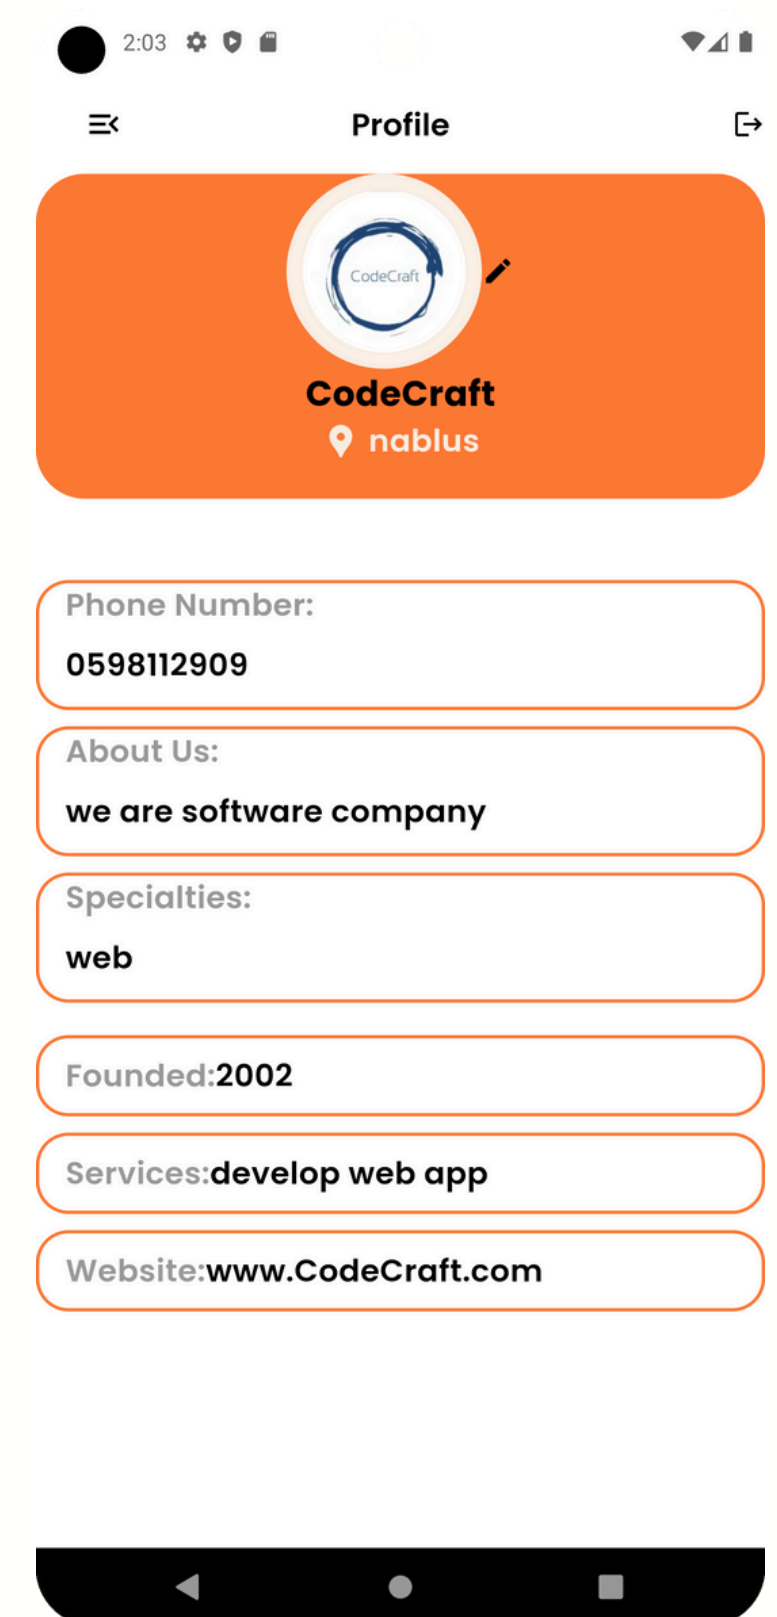 2:03
Profile
CodeCraft
CodeCraft
nablus
Phone Number:
0598112909
About Us:
we are software company
Specialties:
web
Founded:2002
Services:develop web app
Website:www.CodeCraft.com